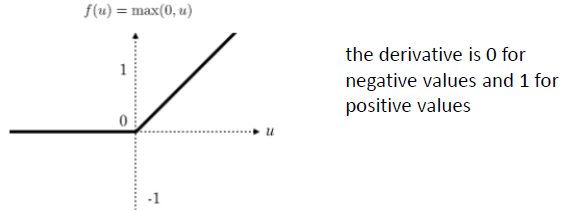 f(u) = max(0, u)
the derivative is 0 for
negative values and 1 for
positive values
1
0
u
-1